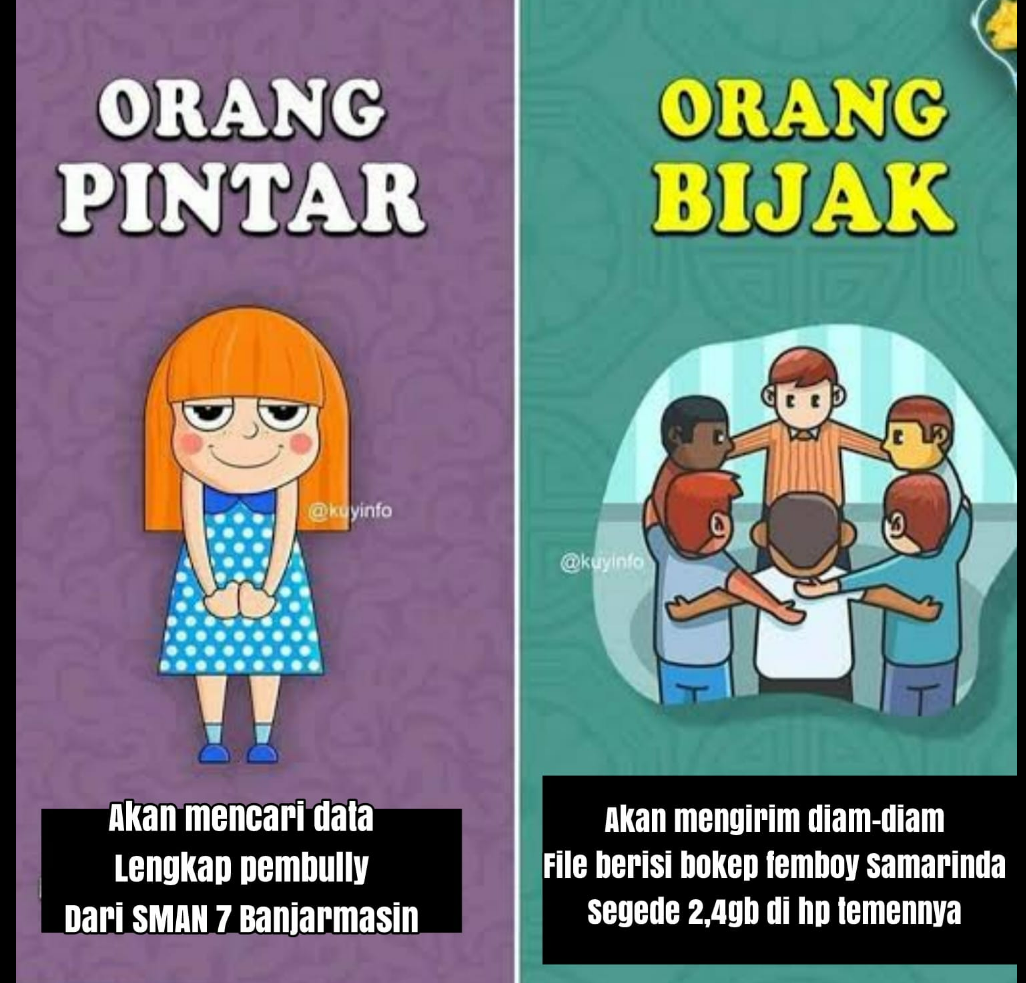 ORANG
PINTAR
@kuyinfo
Akan mencari data
Lengkap pembully
Dari SMAN 7 Banjarmasin
ORANG
BIJAK
@kuyinfo
Akan mengirim diam-diam
File berisi bokep femboy Samarinda
Segede 2,4gb di hp temennya